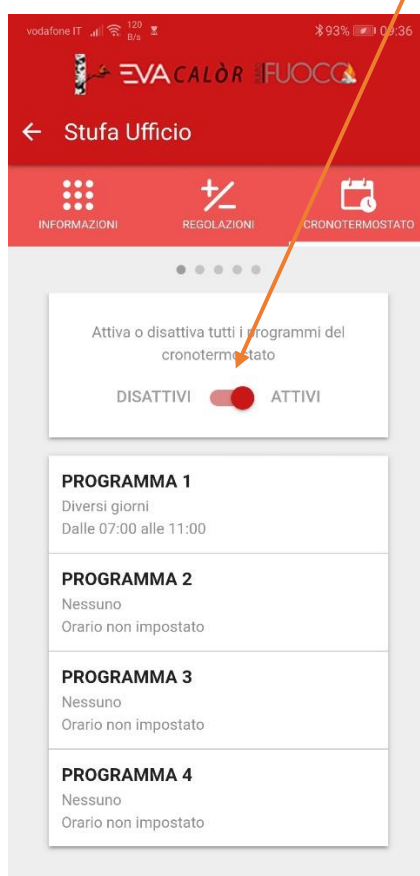 vodafone IT 120 B/s 93% 09:36
EVA CALÒR FUOCO
Stufa Ufficio
INFORMAZIONI REGOLAZIONI CRONOTERMOSTATO
Attiva o disattiva tutti i programmi del
cronotermostato
DISATTIVI ATTIVI
PROGRAMMA 1
Diversi giorni
Dalle 07:00 alle 11:00
PROGRAMMA 2
Nessuno
Orario non impostato
PROGRAMMA 3
Nessuno
Orario non impostato
PROGRAMMA 4
Nessuno
Orario non impostato